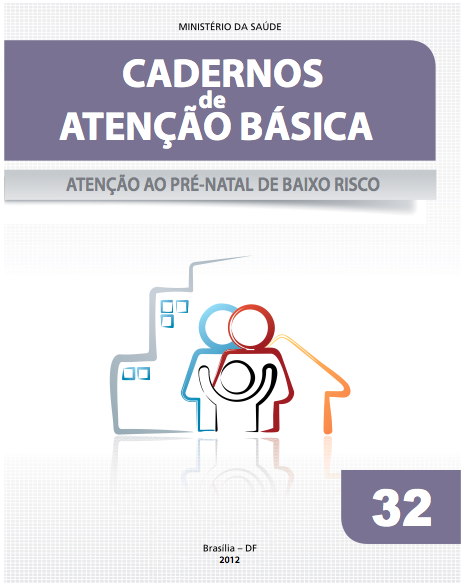 MINISTÉRIO DA SAÚDE
CADERNOS
de
ATENÇÃO BÁSICA
ATENÇÃO AO PRÉ-NATAL DE BAIXO RISCO
32
Brasília – DF
2012